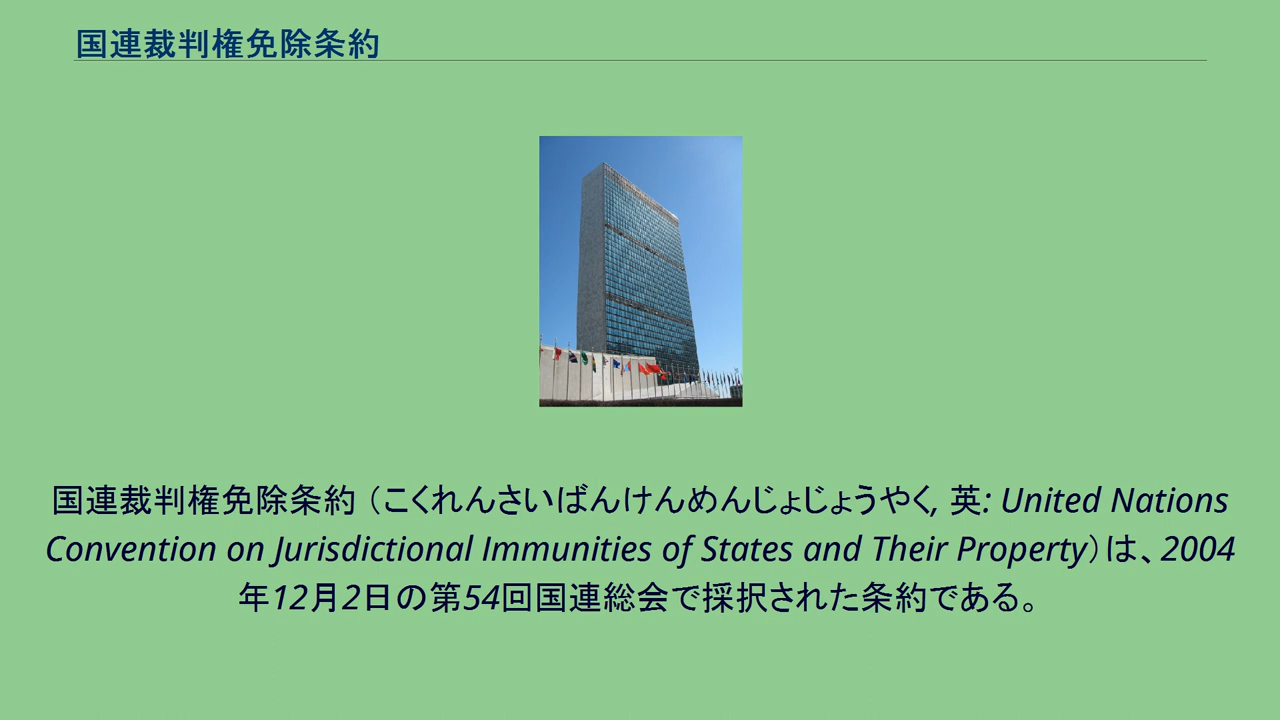 国連裁判権免除条約
国連裁判権免除条約（こくれんさいばんけんめんじょじょうやく, 英: United Nations
Convention on Jurisdictional Immunities of States and Their Property）は、2004
年12月2日の第54回国連総会で採択された条約である。